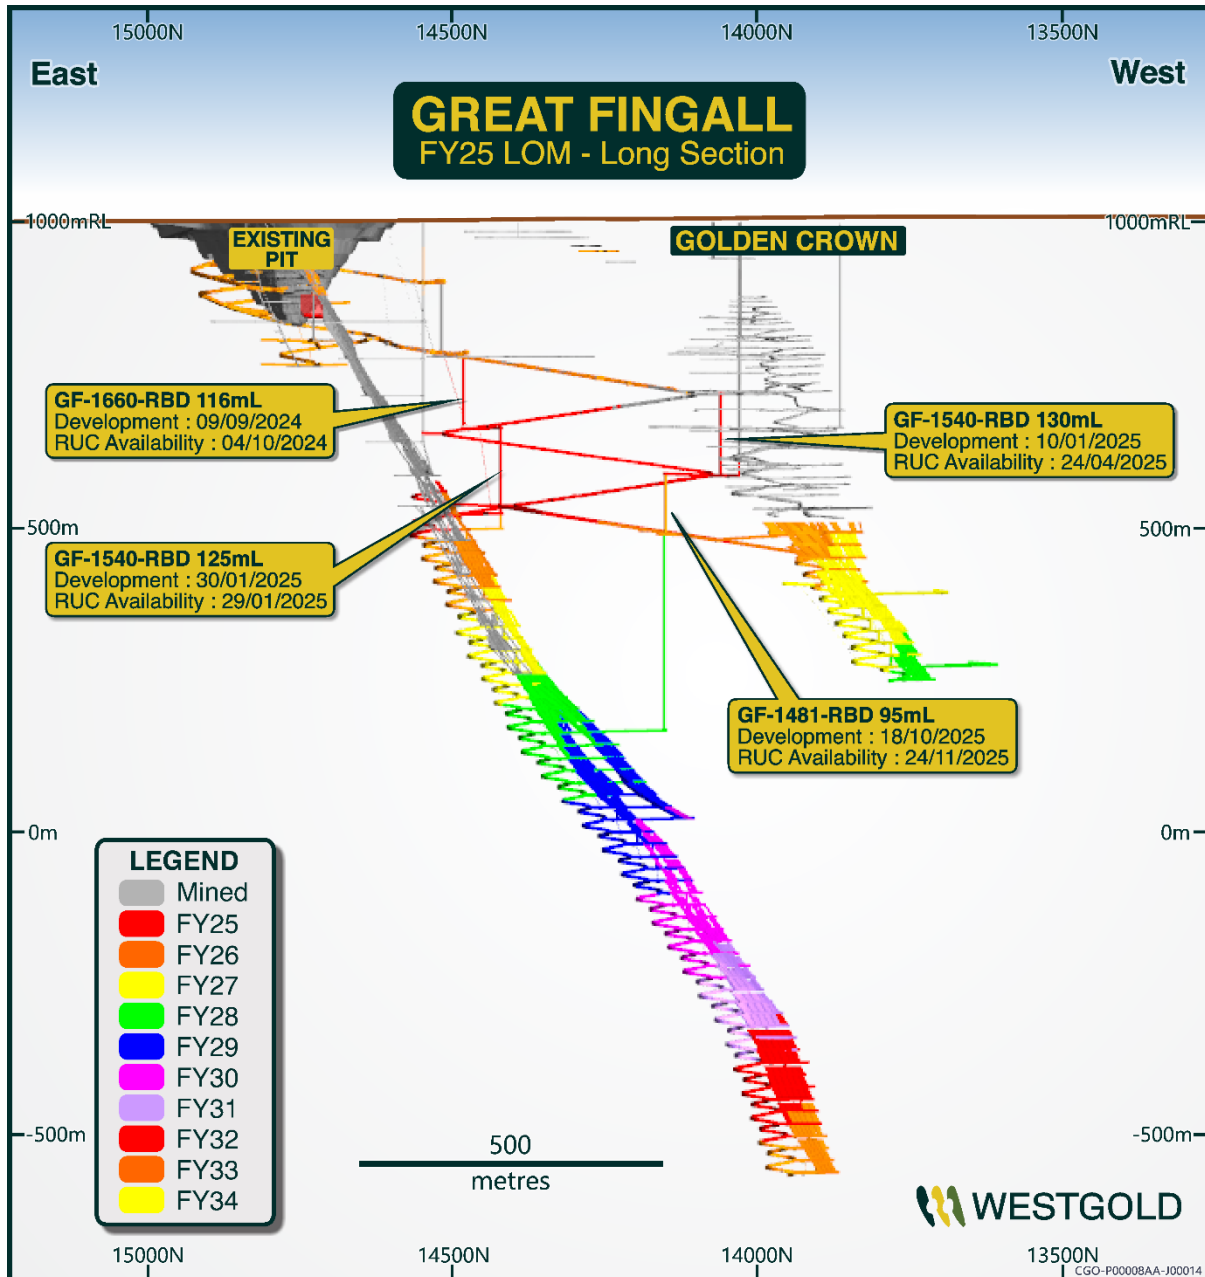 15000N 14500N 14000N 13500N
East West
GREAT FINGALL
FY25 LOM - Long Section
1000mRL 1000mRL
EXISTING
PIT
GOLDEN CROWN
GF-1660-RBD 116mL
Development : 09/09/2024
RUC Availability : 04/10/2024
GF-1540-RBD 130mL
Development : 10/01/2025
RUC Availability : 24/04/2025
500m 500m
GF-1540-RBD 125mL
Development : 30/01/2025
RUC Availability : 29/01/2025
GF-1481-RBD 95mL
Development : 18/10/2025
RUC Availability : 24/11/2025
0m 0m
LEGEND
Mined
FY25
FY26
FY27
FY28
FY29
FY30
FY31
FY32
FY33
FY34
-500m -500m
500
metres
WESTGOLD
15000N 14500N 14000N 13500N
CGO-P00008AA-J00014